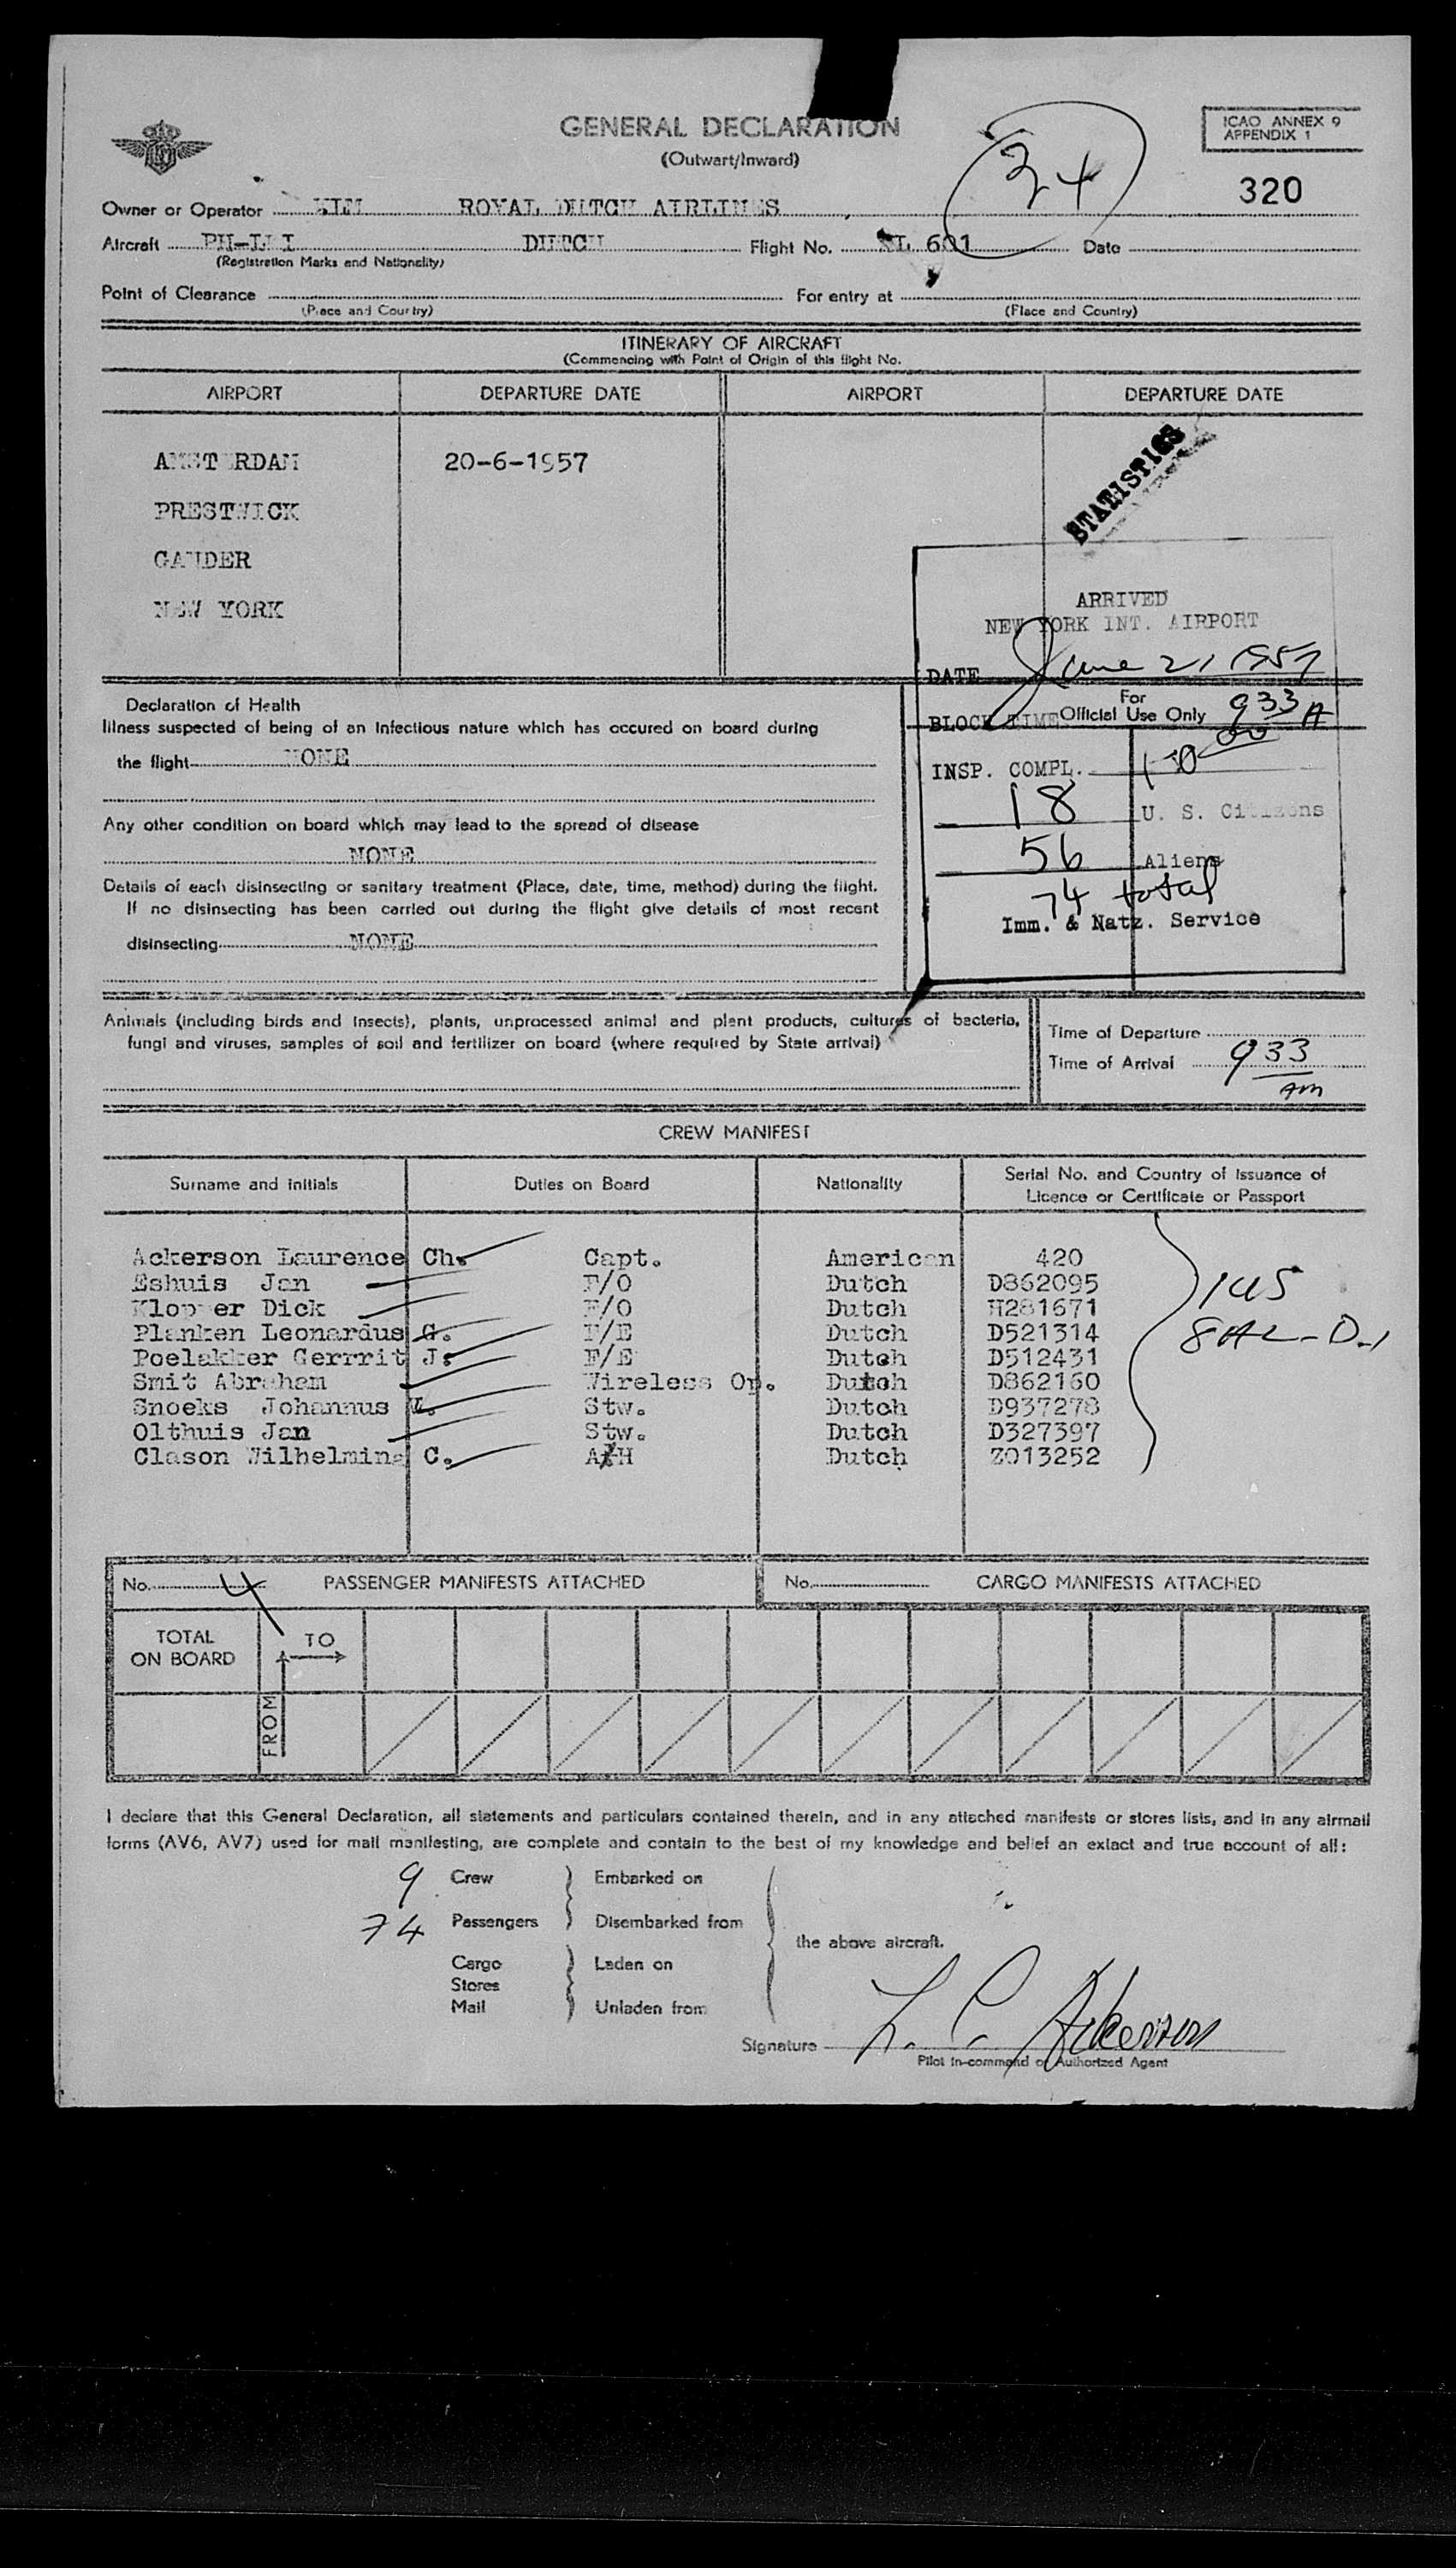 GENERAL DECLARATION
(Outwart/Inward)
ICAO ANNEX 9
APPENDIX 1
34
320
Owner or Operator KLM ROYAL DUTCH AIRLINES
Aircraft DUTCH Flight No. KL 601 Date
(Registration Marks and Nationality)
Point of Clearance For entry at
(Place and Country) (Place and Country)
ITINERARY OF AIRCRAFT
(Commencing with Point of Origin of this flight No.
AIRPORT DEPARTURE DATE AIRPORT DEPARTURE DATE
AMSTERDAM 20-6-1957
PRESTWICK
GANDER
NEW YORK
STATISTICS
ARRIVED
NEW YORK INT. AIRPORT
DATE June 21 1957
For
Official Use Only
BLOCK TIME 933 A
INSP. COMPL.
18 U. S. Citizens
56 Aliens
74 total
Imm. & Natz. Service
Declaration of Health
Illness suspected of being of an infectious nature which has occured on board during
the flight NONE
Any other condition on board which may lead to the spread of disease
NONE
Details of each disinsecting or sanitary treatment (Place, date, time, method) during the flight.
If no disinsecting has been carried out during the flight give details of most recent
disinsecting NONE
Animals (including birds and insects), plants, unprocessed animal and plant products, cultures of bacteria,
fungi and viruses, samples of soil and fertilizer on board (where required by State arrival)
Time of Departure
Time of Arrival 933
AM
CREW MANIFEST
Surname and initials Duties on Board Nationality Serial No. and Country of Issuance of
Licence or Certificate or Passport
Ackerson Laurence Ch. Capt. American 420
Eshuis Jan F/O Dutch D862095
Klopper Dick F/O Dutch H281671
Planken Leonardus G. F/E Dutch D521314
Poelakker Gerrrit J. F/E Dutch D512431
Smit Abraham Wireless Op. Dutch D862160
Snoeks Johannus L. Stw. Dutch D937278
Olthuis Jan Stw. Dutch D327397
Clason Wilhelmina C. A/H Dutch Z013252
1 US
8 AL - D-1
No. 4 PASSENGER MANIFESTS ATTACHED No. CARGO MANIFESTS ATTACHED
TOTAL
ON BOARD
TO
FROM
I declare that this General Declaration, all statements and particulars contained therein, and in any attached manifests or stores lists, and in any airmail
forms (AV6, AV7) used for mail manifesting, are complete and contain to the best of my knowledge and belief an exlact and true account of all:
9 Crew Embarked on
74 Passengers Disembarked from
the above aircraft.
Cargo Laden on
Stores
Mail Unladen from
Signature L. C. Ackerson
Pilot in-command or Authorized Agent